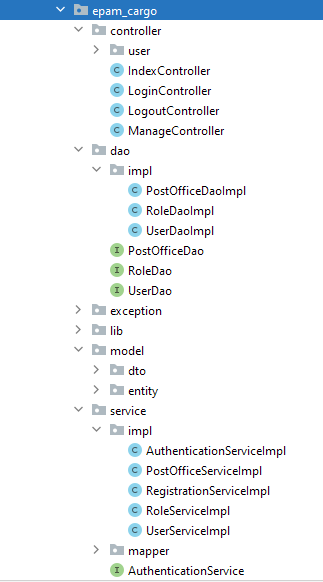 epam_cargo
controller
user
IndexController
LoginController
LogoutController
ManageController
dao
impl
PostOfficeDaoImpl
RoleDaoImpl
UserDaoImpl
PostOfficeDao
RoleDao
UserDao
exception
lib
model
dto
entity
service
impl
AuthenticationServiceImpl
PostOfficeServiceImpl
RegistrationServiceImpl
RoleServiceImpl
UserServiceImpl
mapper
AuthenticationService